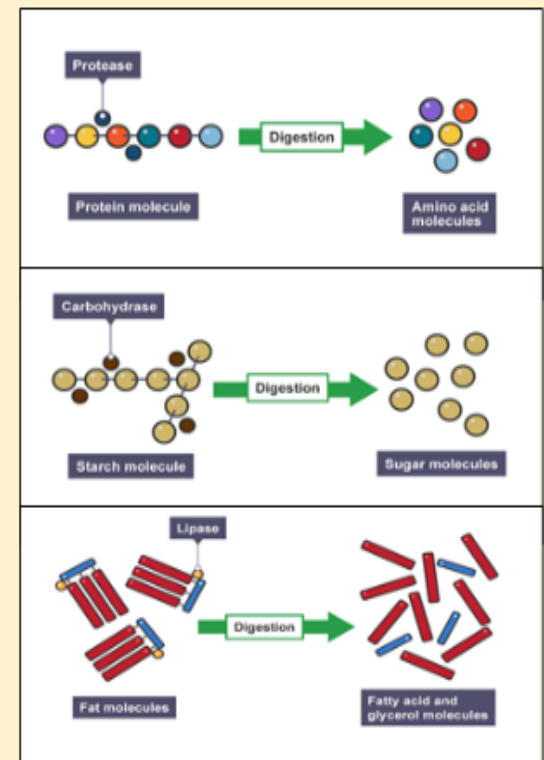 Protease
Digestion
Protein molecule
Amino acid
molecules
Carbohydrase
Digestion
Starch molecule
Sugar molecules
Lipase
Digestion
Fat molecules
Fatty acid and
glycerol molecules